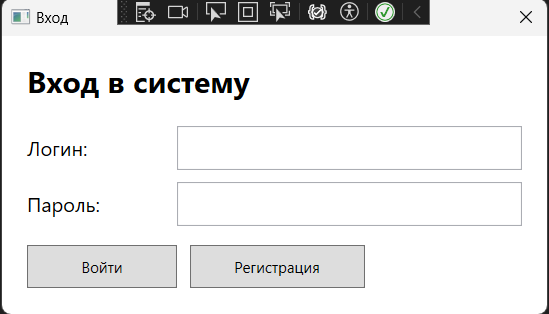 Вход
Вход в систему
Логин:
Пароль:
Войти Регистрация